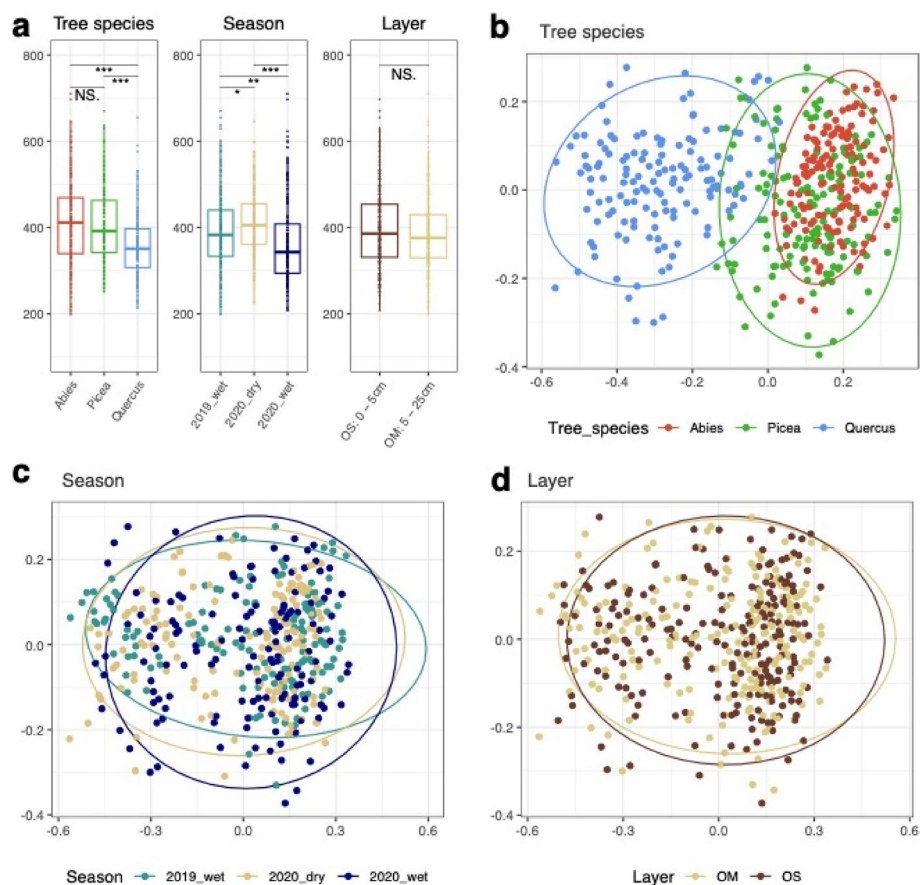 a
Tree species
Season
Layer
800
600
400
200
***
***
NS.
Abies
Picea
Quercus
800
600
400
200
***
**
*
2019_wet
2020_dry
2020_wet
800
600
400
200
NS.
OS: 0 – 5cm
OM: 5 – 25cm
b
Tree species
0.2
0.0
-0.2
-0.4
-0.6 -0.4 -0.2 0.0 0.2
Tree_species Abies Picea Quercus
c
Season
0.2
0.0
-0.2
-0.4
-0.6 -0.3 0.0 0.3 0.6
Season 2019_wet 2020_dry 2020_wet
d
Layer
0.2
0.0
-0.2
-0.4
-0.6 -0.3 0.0 0.3 0.6
Layer OM OS